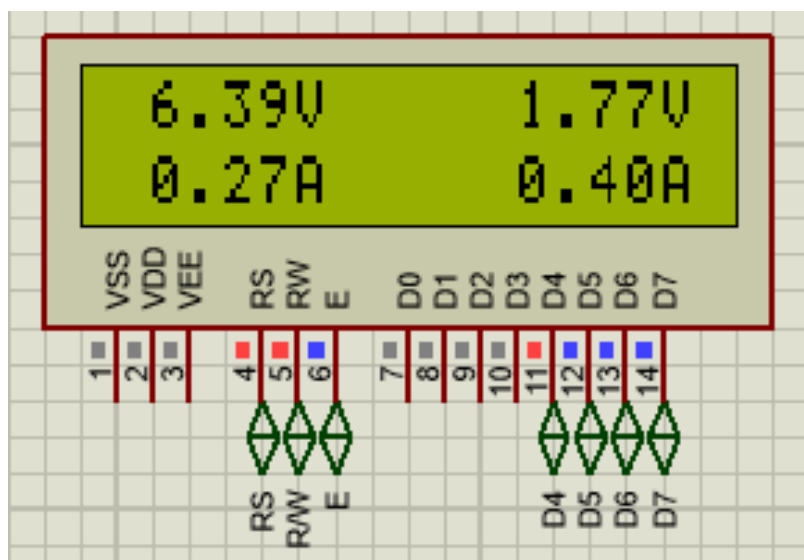 6.39V 1.77V
0.27A 0.40A
VSS VDD VEE RS RW E D0 D1 D2 D3 D4 D5 D6 D7
1 2 3 4 5 6 7 8 9 10 11 12 13 14
RS R/W E D4 D5 D6 D7